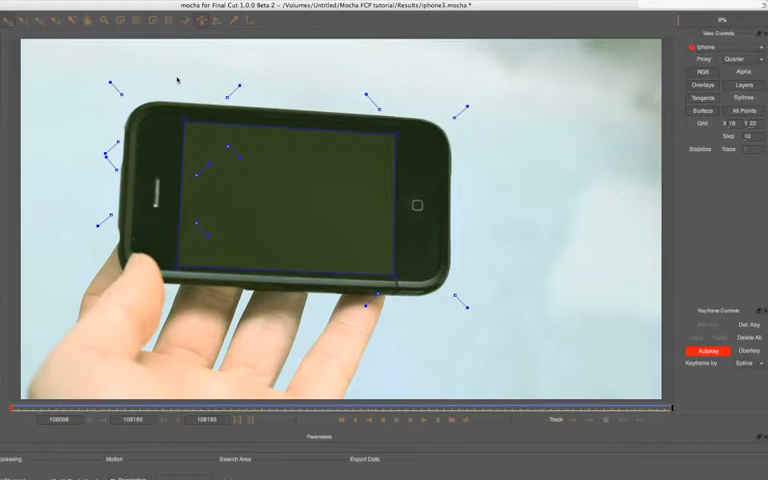 mocha for Final Cut 1.0.0 Beta 2 - /Volumes/Untitled/Mocha FCP tutorial/Results/iphone3.mocha *
0%
View Controls
Iphone
Proxy Quarter
RGB Alpha
Overlays Layers
Tangents Splines
Surface All Points
Grid X 18 Y 22
Skip 10
Stabilize Trace
Keyframe Controls
Del. Key
Delete All
Autokey Überkey
Keyframe by Spline
108098 108185 108185 Track
Parameters
Motion Search Area Export Data